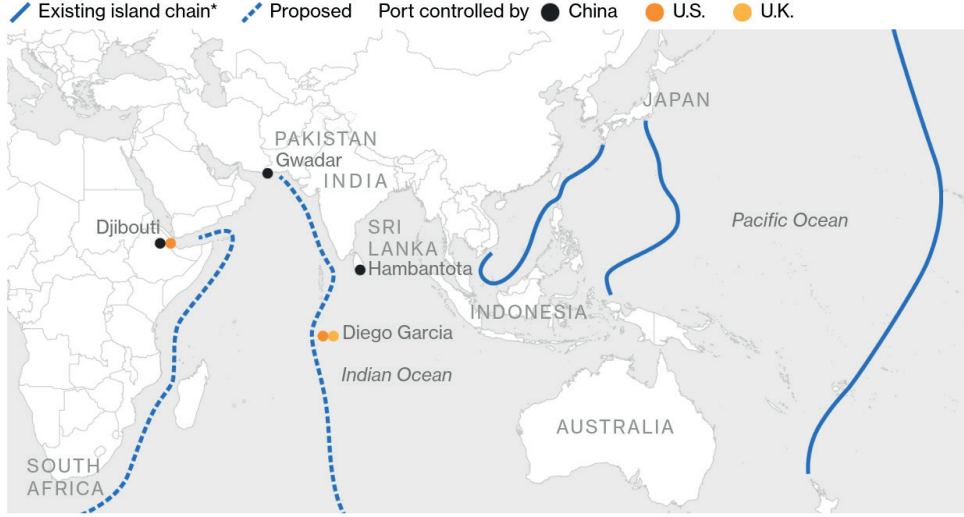 Existing island chain* Proposed Port controlled by China U.S. U.K.
JAPAN
PAKISTAN
Gwadar
INDIA
Pacific Ocean
Djibouti
SRI
LANKA
Hambantota
INDONESIA
Diego Garcia
Indian Ocean
AUSTRALIA
SOUTH
AFRICA